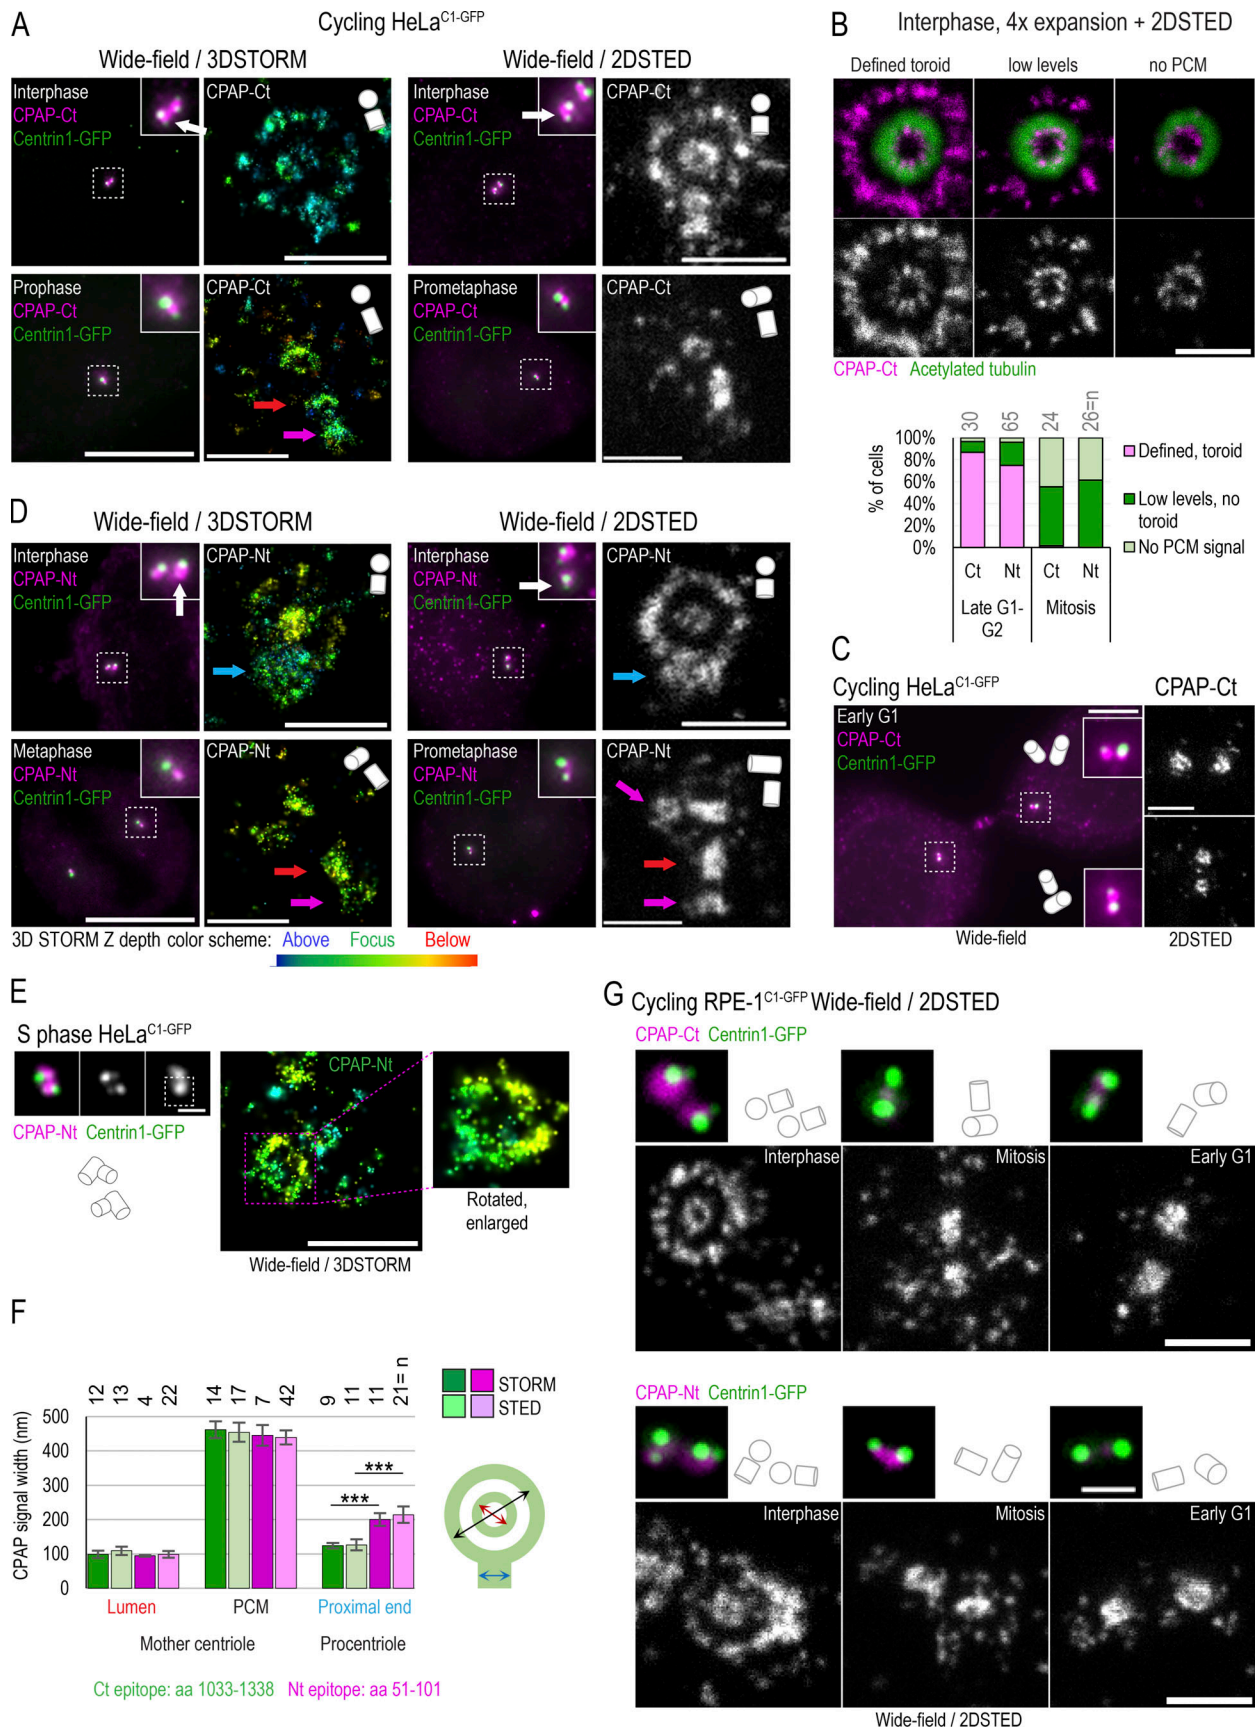 A
Cycling HeLa^C1-GFP
Wide-field / 3DSTORM
Wide-field / 2DSTED
Interphase
CPAP-Ct
Centrin1-GFP
CPAP-Ct
Interphase
CPAP-Ct
Centrin1-GFP
CPAP-Ct
Prophase
CPAP-Ct
Centrin1-GFP
CPAP-Ct
Prometaphase
CPAP-Ct
Centrin1-GFP
CPAP-Ct
B
Interphase, 4x expansion + 2DSTED
Defined toroid
low levels
no PCM
CPAP-Ct Acetylated tubulin
30
65
24
26=n
100%
80%
60%
40%
20%
0%
% of cells
Ct
Nt
Ct
Nt
Late G1-
G2
Mitosis
Defined, toroid
Low levels, no
toroid
No PCM signal
C
Cycling HeLa^C1-GFP
CPAP-Ct
Early G1
CPAP-Ct
Centrin1-GFP
Wide-field
2DSTED
D
Wide-field / 3DSTORM
Wide-field / 2DSTED
Interphase
CPAP-Nt
Centrin1-GFP
CPAP-Nt
Interphase
CPAP-Nt
Centrin1-GFP
CPAP-Nt
Metaphase
CPAP-Nt
Centrin1-GFP
CPAP-Nt
Prometaphase
CPAP-Nt
Centrin1-GFP
CPAP-Nt
3D STORM Z depth color scheme: Above Focus Below
E
S phase HeLa^C1-GFP
CPAP-Nt Centrin1-GFP
CPAP-Nt
Rotated,
enlarged
Wide-field / 3DSTORM
F
12
13
4
22
14
17
7
42
9
11
11
21= n
500
400
300
200
100
0
CPAP signal width (nm)
***
***
Lumen
PCM
Proximal end
Mother centriole
Procentriole
STORM
STED
Ct epitope: aa 1033-1338 Nt epitope: aa 51-101
G
Cycling RPE-1^C1-GFP Wide-field / 2DSTED
CPAP-Ct Centrin1-GFP
Interphase
Mitosis
Early G1
CPAP-Nt Centrin1-GFP
Interphase
Mitosis
Early G1
Wide-field / 2DSTED